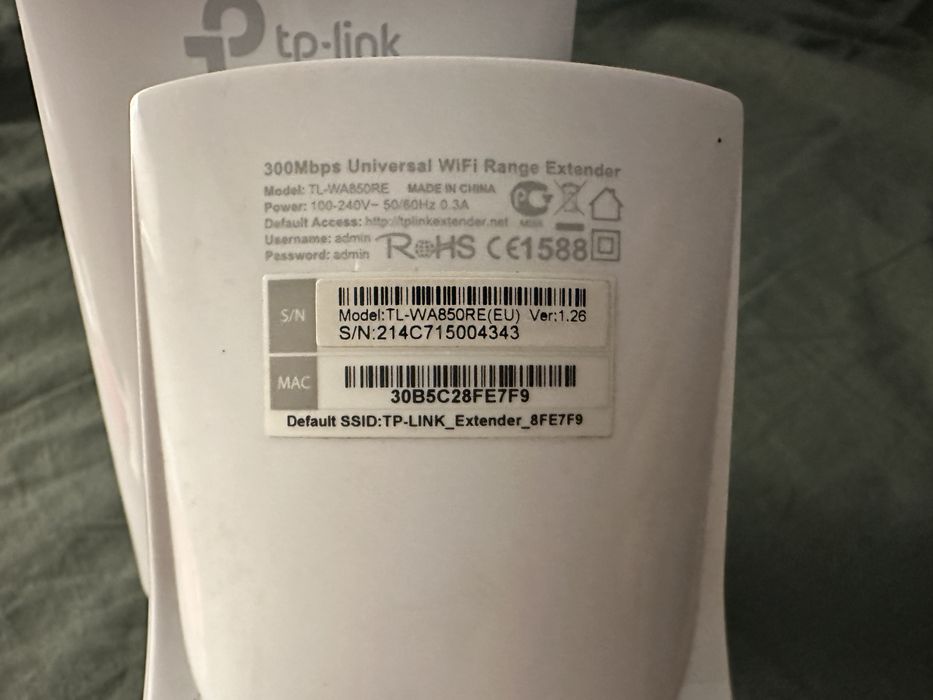 tp-link
300Mbps Universal WiFi Range Extender
Model: TL-WA850RE MADE IN CHINA
Power: 100-240V~ 50/60Hz 0.3A
Default Access: http://tplinkextender.net
Username: admin
Password: admin RoHS CE1588
S/N
Model:TL-WA850RE(EU) Ver:1.26
S/N:214C715004343
MAC
30B5C28FE7F9
Default SSID:TP-LINK_Extender_8FE7F9